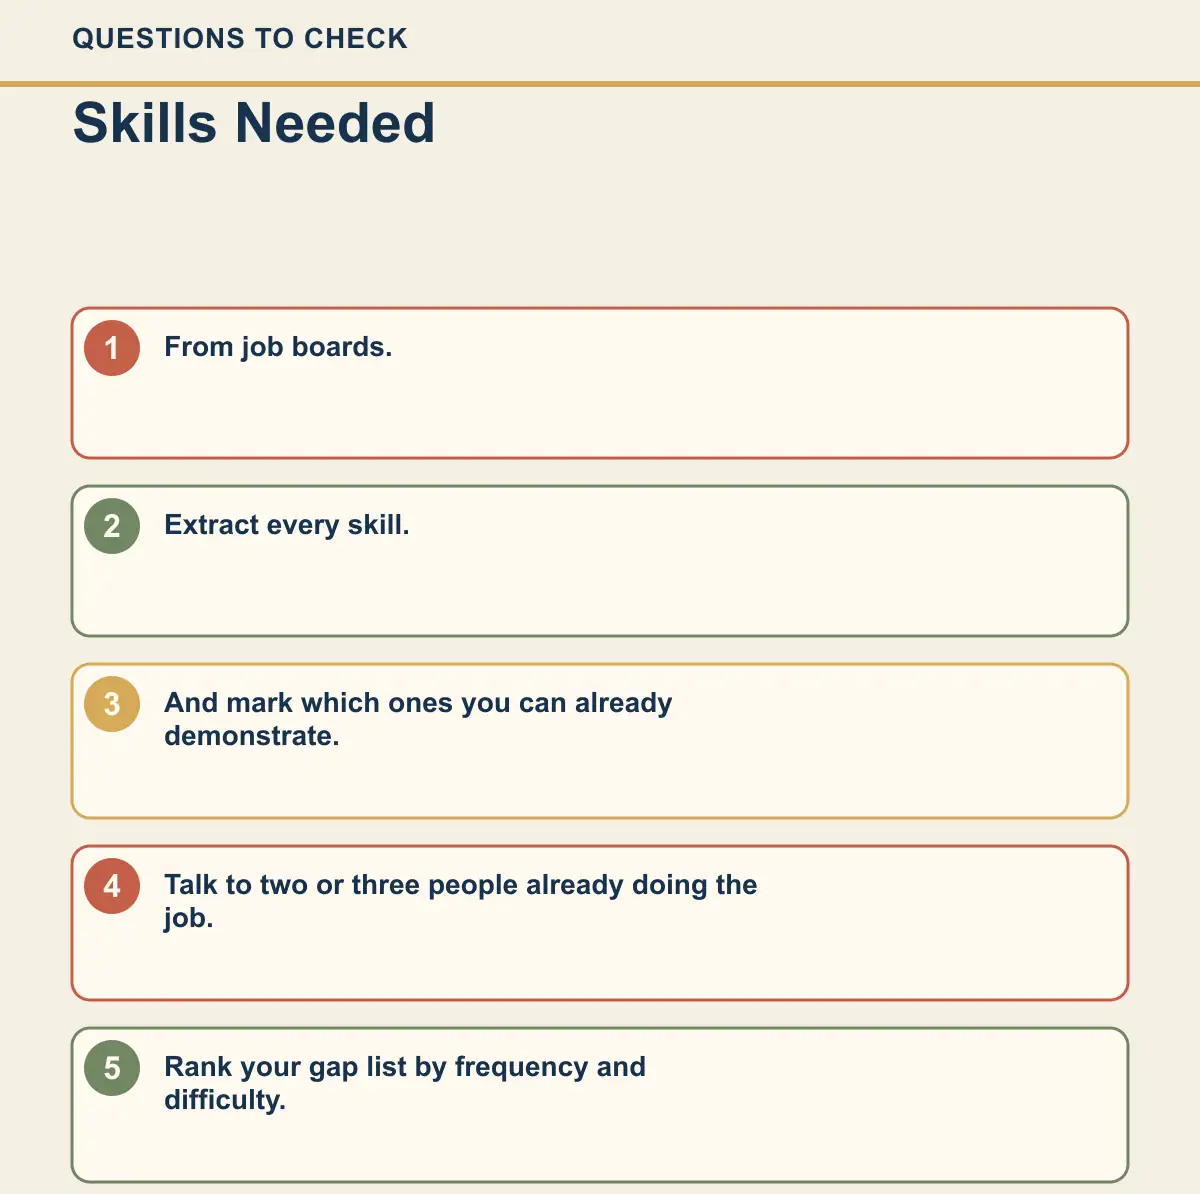 QUESTIONS TO CHECK
Skills Needed
1 From job boards.
2 Extract every skill.
3 And mark which ones you can already
demonstrate.
4 Talk to two or three people already doing the
job.
5 Rank your gap list by frequency and
difficulty.